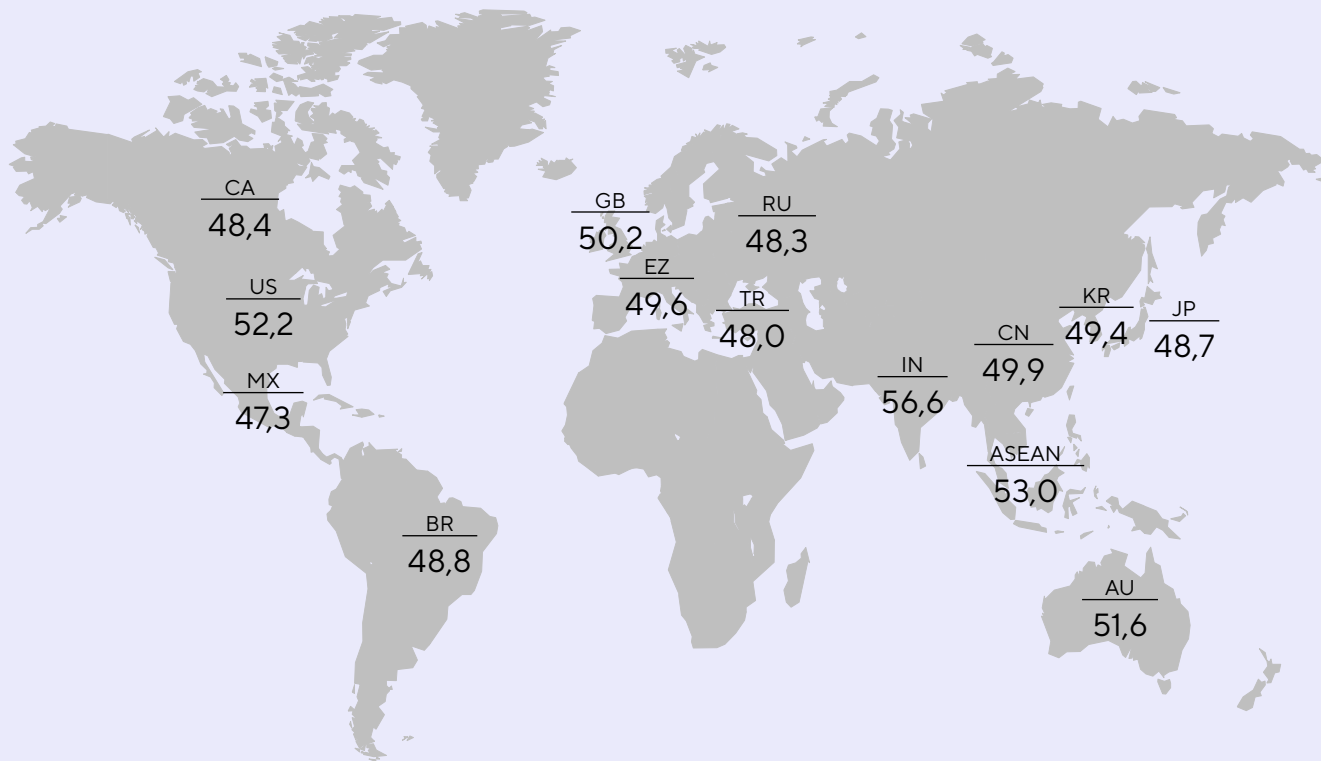 CA
48,4
GB
50,2
RU
48,3
EZ
49,6
US
52,2
TR
48,0
KR
49,4
JP
48,7
CN
49,9
IN
56,6
MX
47,3
ASEAN
53,0
BR
48,8
AU
51,6